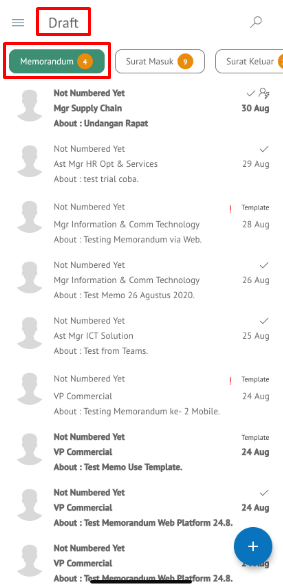 Draft
Memorandum 4 Surat Masuk 9 Surat Keluar
Not Numbered Yet
Mgr Supply Chain 30 Aug
About : Undangan Rapat
Not Numbered Yet
Ast Mgr HR Opt & Services 29 Aug
About : test trial coba.
Not Numbered Yet ! Template
Mgr Information & Comm Technology 28 Aug
About : Testing Memorandum via Web.
Not Numbered Yet
Mgr Information & Comm Technology 26 Aug
About : Test Memo 26 Agustus 2020.
Not Numbered Yet
Ast Mgr ICT Solution 25 Aug
About : Test from Teams.
Not Numbered Yet ! Template
VP Commercial 24 Aug
About : Testing Memorandum ke- 2 Mobile.
Not Numbered Yet Template
VP Commercial 24 Aug
About : Test Memo Use Template.
Not Numbered Yet
VP Commercial 24 Aug
About : Test Memorandum Web Platform 24.8.
Not Numbered Yet
VP Commercial Aug
About : Test Memorandum Web Platform 24.8.